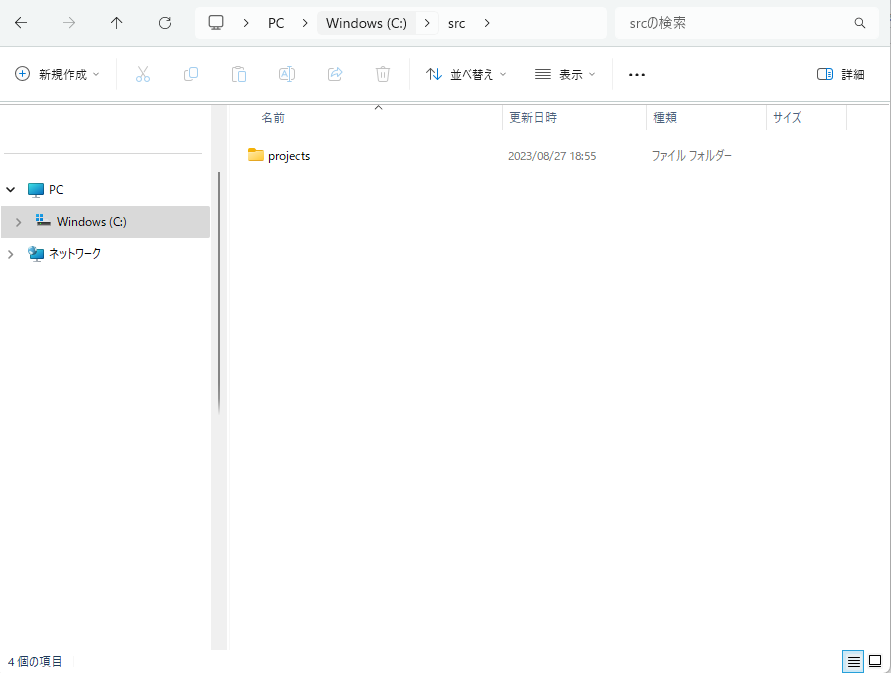 PC Windows (C:) src srcの検索
新規作成 並べ替え 表示 詳細
名前 更新日時 種類 サイズ
projects 2023/08/27 18:55 ファイル フォルダー
PC
Windows (C:)
ネットワーク
4 個の項目